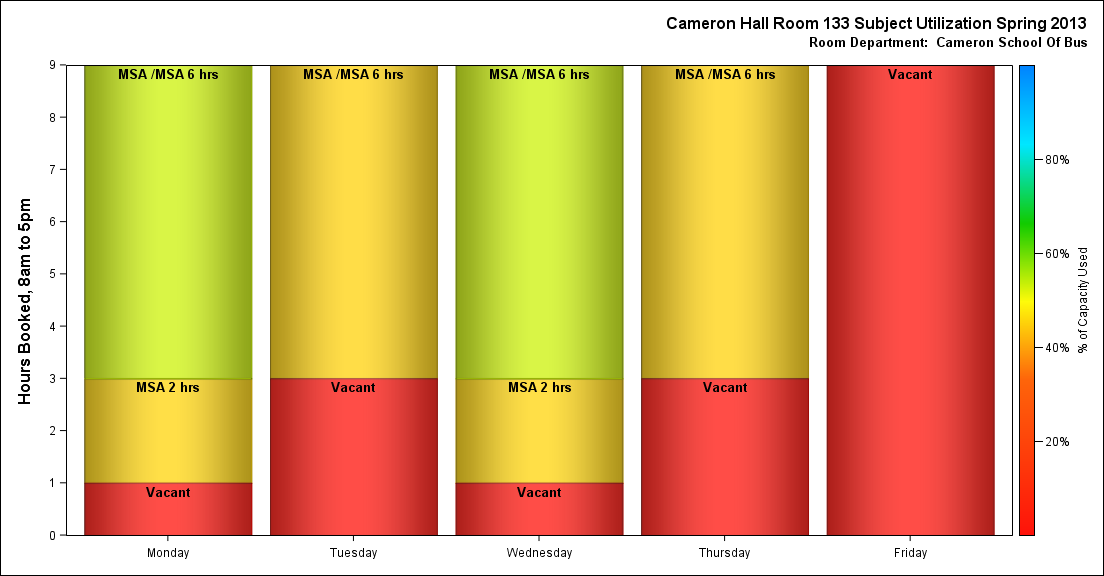 Cameron Hall Room 133 Subject Utilization Spring 2013
Room Department:  Cameron School Of Bus
Hours Booked, 8am to 5pm
9
8
7
6
5
4
3
2
1
0
MSA /MSA 6 hrs
MSA 2 hrs
Vacant
MSA /MSA 6 hrs
Vacant
MSA /MSA 6 hrs
MSA 2 hrs
Vacant
MSA /MSA 6 hrs
Vacant
Vacant
Monday
Tuesday
Wednesday
Thursday
Friday
80%
60%
40%
20%
% of Capacity Used